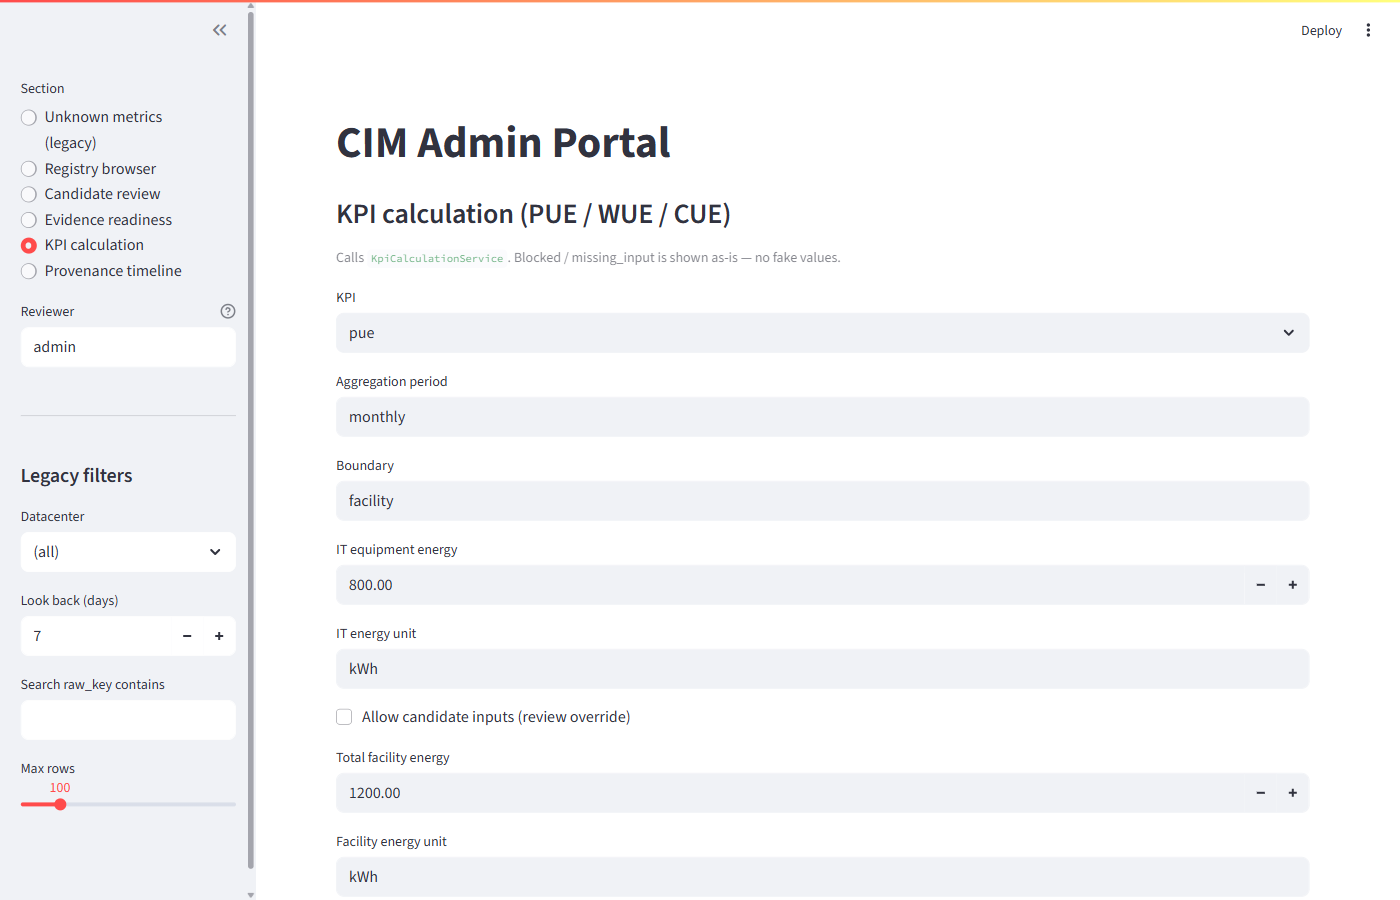 Deploy
Section
Unknown metrics
(legacy)
Registry browser
Candidate review
Evidence readiness
KPI calculation
Provenance timeline
Reviewer
admin
Legacy filters
Datacenter
(all)
Look back (days)
7
Search raw_key contains
Max rows
100
CIM Admin Portal
KPI calculation (PUE / WUE / CUE)
Calls KpiCalculationService. Blocked / missing_input is shown as-is — no fake values.
KPI
pue
Aggregation period
monthly
Boundary
facility
IT equipment energy
800.00
IT energy unit
kWh
Allow candidate inputs (review override)
Total facility energy
1200.00
Facility energy unit
kWh